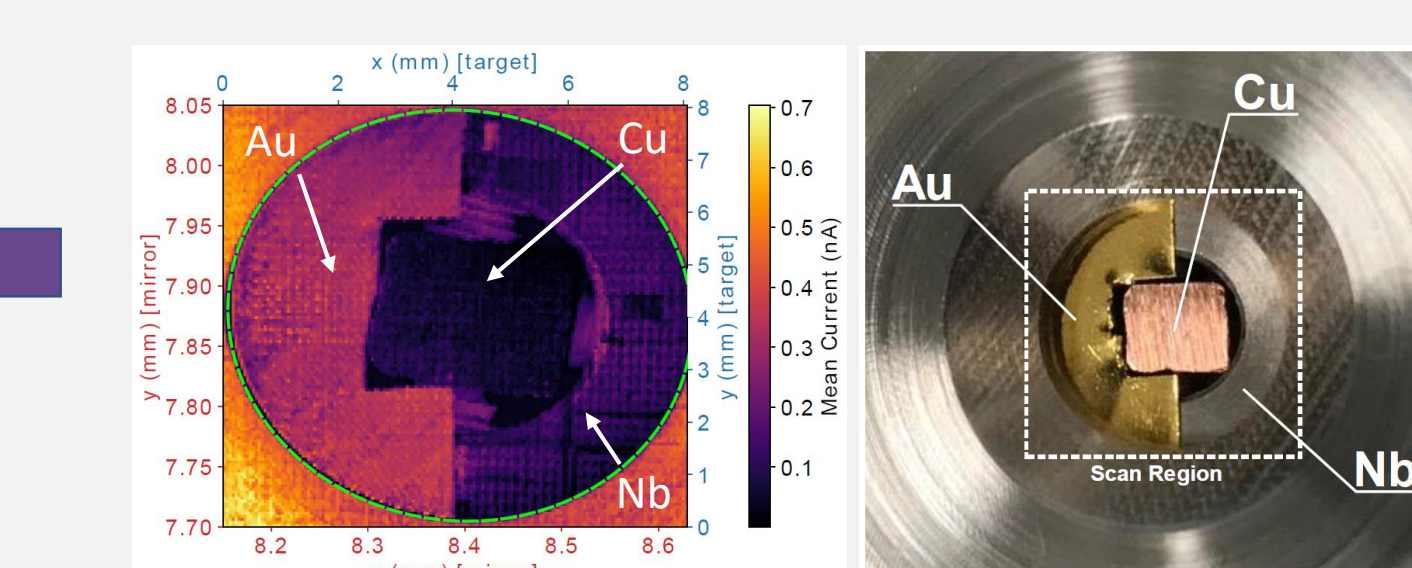 x (mm) [target]
0 2 4 6 8
8.05
8.00
7.95
7.90
7.85
7.80
7.75
7.70
y (mm) [mirror]
Au
Cu
Nb
8
7
6
5
4
3
2
1
0
y (mm) [target]
0.7
0.6
0.5
0.4
0.3
0.2
0.1
Mean Current (nA)
8.2 8.3 8.4 8.5 8.6
Cu
Au
Scan Region
Nb